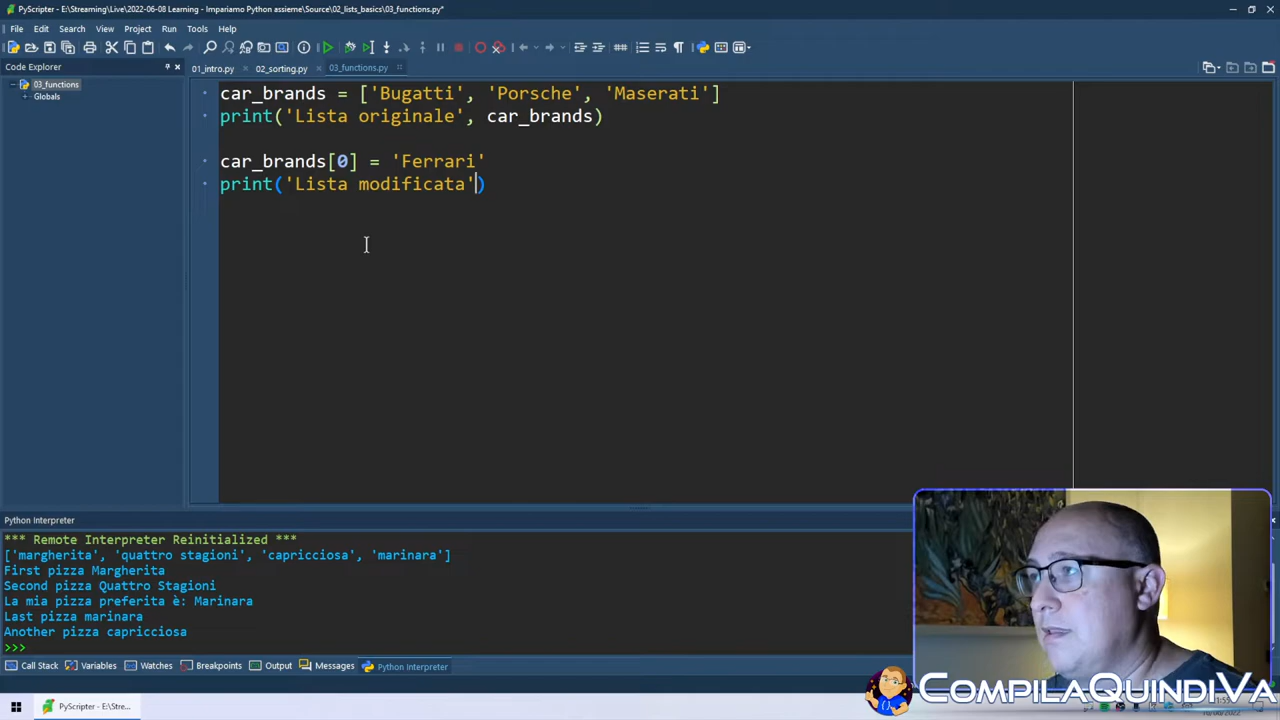 PyScripter - E:\Streaming\Live\2022-06-08 Learning - Impariamo Python assieme\Source\02_lists_basics\03_functions.py*
File Edit Search View Project Run Tools Help
Code Explorer
01_intro.py 02_sorting.py 03_functions.py
03_functions
Globals
car_brands = ['Bugatti', 'Porsche', 'Maserati']
print('Lista originale', car_brands)
car_brands[0] = 'Ferrari'
print('Lista modificata')
Python Interpreter
*** Remote Interpreter Reinitialized ***
['margherita', 'quattro stagioni', 'capricciosa', 'marinara']
First pizza Margherita
Second pizza Quattro Stagioni
La mia pizza preferita è: Marinara
Last pizza marinara
Another pizza capricciosa
>>>
Call Stack Variables Watches Breakpoints Output Messages Python Interpreter
PyScripter - E:\Stre...
CompilaQuindiVa